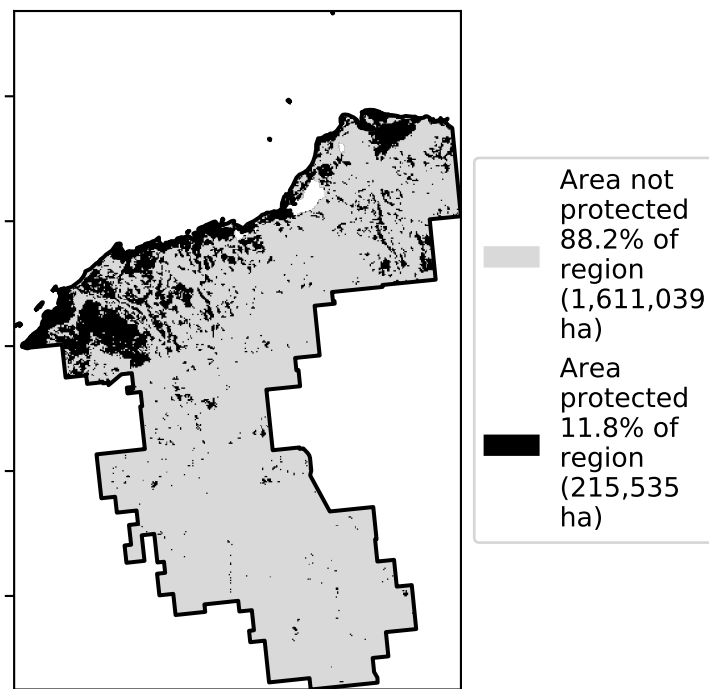 Area not
protected
88.2% of
region
(1,611,039
ha)
Area
protected
11.8% of
region
(215,535
ha)